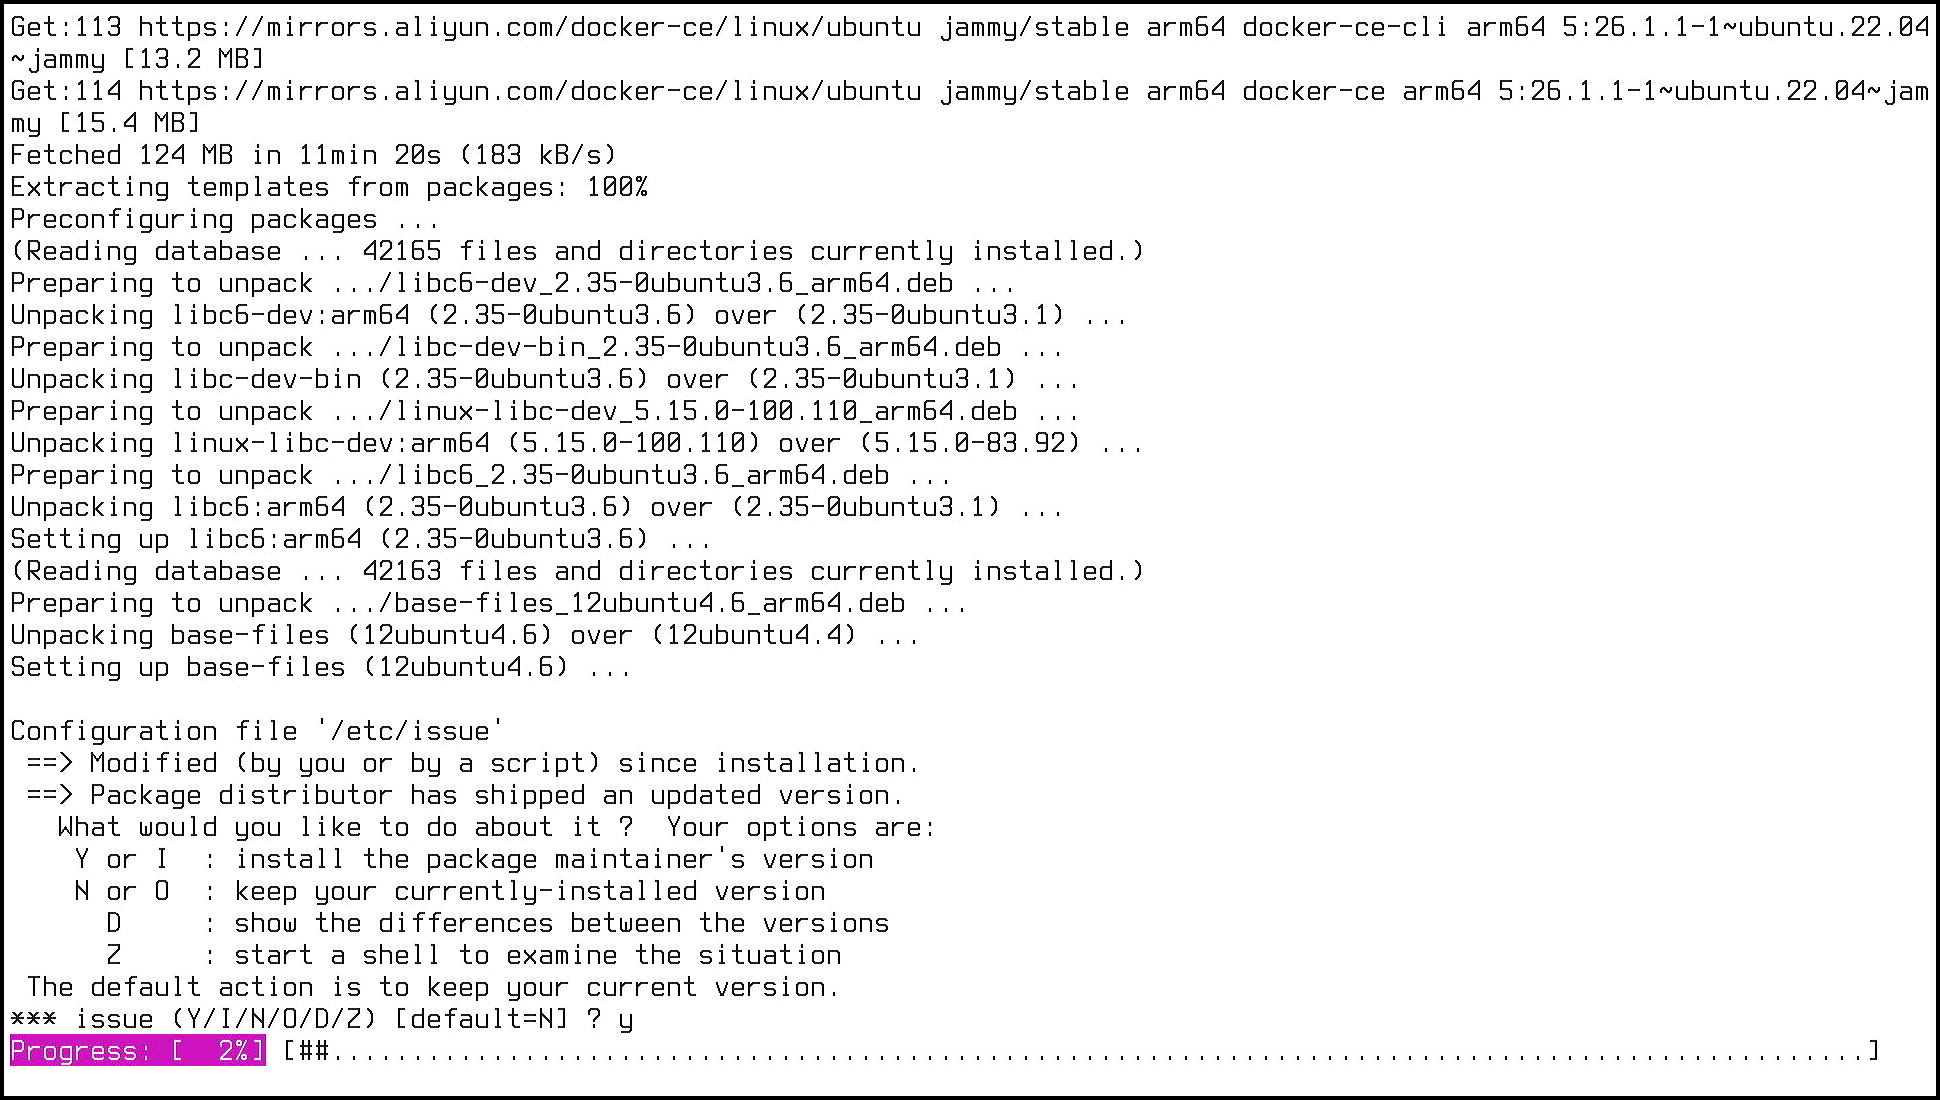 Get:113 https://mirrors.aliyun.com/docker-ce/linux/ubuntu jammy/stable arm64 docker-ce-cli arm64 5:26.1.1-1~ubuntu.22.04
~jammy [13.2 MB]
Get:114 https://mirrors.aliyun.com/docker-ce/linux/ubuntu jammy/stable arm64 docker-ce arm64 5:26.1.1-1~ubuntu.22.04~jam
my [15.4 MB]
Fetched 124 MB in 11min 20s (183 kB/s)
Extracting templates from packages: 100%
Preconfiguring packages ...
(Reading database ... 42165 files and directories currently installed.)
Preparing to unpack .../libc6-dev_2.35-0ubuntu3.6_arm64.deb ...
Unpacking libc6-dev:arm64 (2.35-0ubuntu3.6) over (2.35-0ubuntu3.1) ...
Preparing to unpack .../libc-dev-bin_2.35-0ubuntu3.6_arm64.deb ...
Unpacking libc-dev-bin (2.35-0ubuntu3.6) over (2.35-0ubuntu3.1) ...
Preparing to unpack .../linux-libc-dev_5.15.0-100.110_arm64.deb ...
Unpacking linux-libc-dev:arm64 (5.15.0-100.110) over (5.15.0-83.92) ...
Preparing to unpack .../libc6_2.35-0ubuntu3.6_arm64.deb ...
Unpacking libc6:arm64 (2.35-0ubuntu3.6) over (2.35-0ubuntu3.1) ...
Setting up libc6:arm64 (2.35-0ubuntu3.6) ...
(Reading database ... 42163 files and directories currently installed.)
Preparing to unpack .../base-files_12ubuntu4.6_arm64.deb ...
Unpacking base-files (12ubuntu4.6) over (12ubuntu4.4) ...
Setting up base-files (12ubuntu4.6) ...

Configuration file '/etc/issue'
 ==> Modified (by you or by a script) since installation.
 ==> Package distributor has shipped an updated version.
   What would you like to do about it ?  Your options are:
    Y or I  : install the package maintainer's version
    N or O  : keep your currently-installed version
      D     : show the differences between the versions
      Z     : start a shell to examine the situation
 The default action is to keep your current version.
*** issue (Y/I/N/O/D/Z) [default=N] ? y
Progress: [  2%] [##................................................................................................]